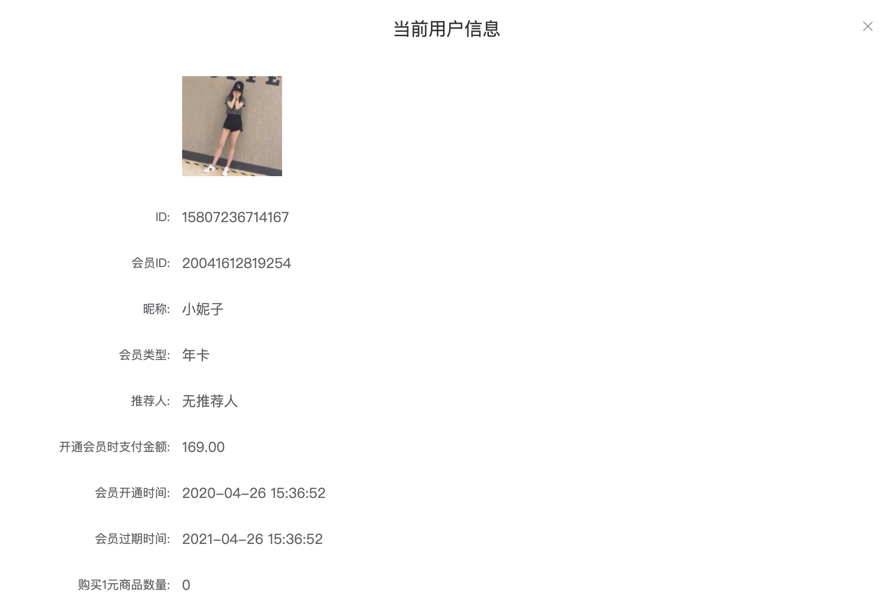 当前用户信息
ID: 15807236714167
会员ID: 20041612819254
昵称: 小妮子
会员类型: 年卡
推荐人: 无推荐人
开通会员时支付金额: 169.00
会员开通时间: 2020-04-26 15:36:52
会员过期时间: 2021-04-26 15:36:52
购买1元商品数量: 0